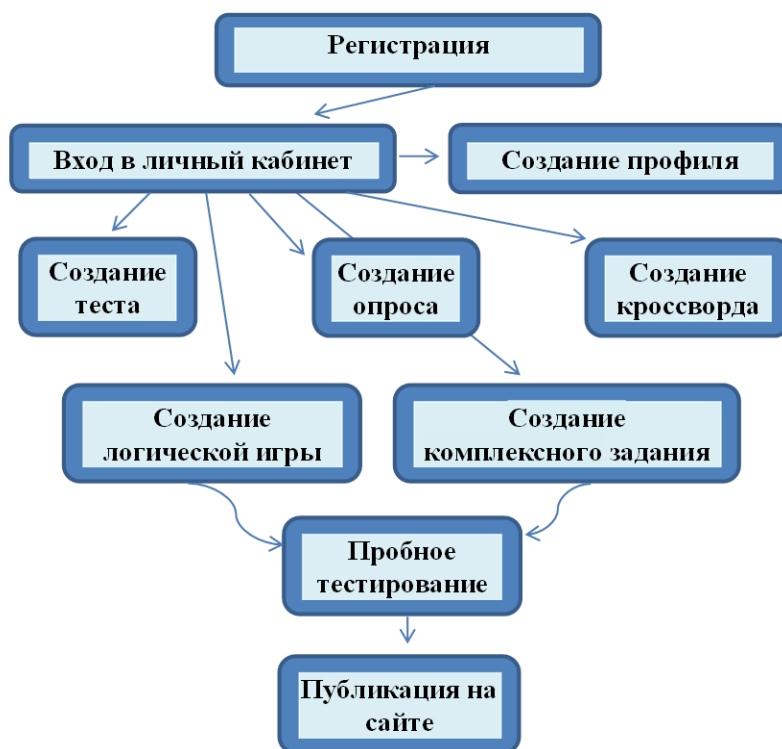 Регистрация
Вход в личный кабинет
Создание профиля
Создание
теста
Создание
опроса
Создание
кроссворда
Создание
логической игры
Создание
комплексного задания
Пробное
тестирование
Публикация на
сайте